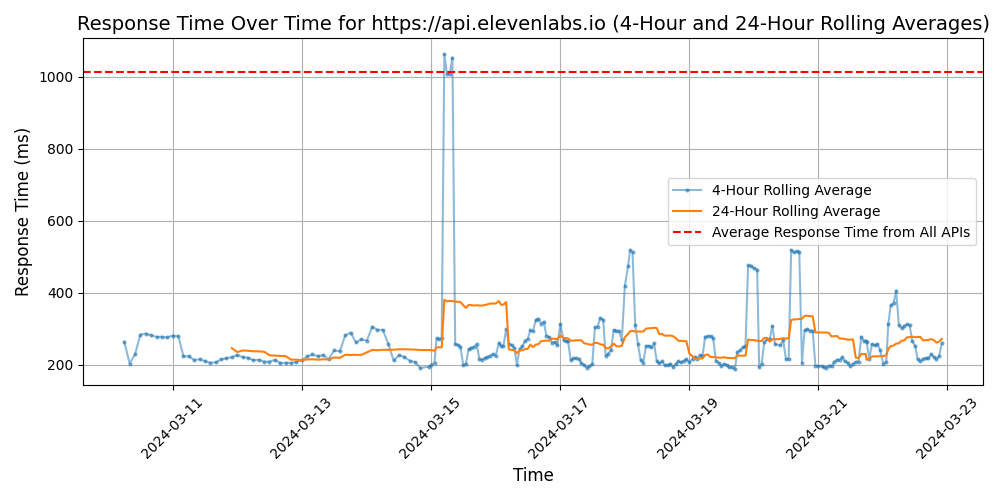 Response Time Over Time for https://api.elevenlabs.io (4-Hour and 24-Hour Rolling Averages)
Response Time (ms)
1000
800
600
400
200
4-Hour Rolling Average
24-Hour Rolling Average
Average Response Time from All APIs
2024-03-11
2024-03-13
2024-03-15
2024-03-17
2024-03-19
2024-03-21
2024-03-23
Time